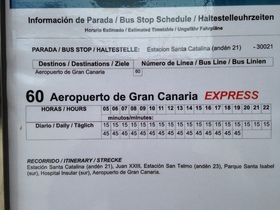 Información de Parada / Bus Stop Schedule / Haltestelleuhrzeiten
Horario Estimado / Estimated Timetable / Ungefähr Fahrpläne
PARADA / BUS STOP / HALTESTELLE: Estacion Santa Catalina (andén 21) -30021
Destinos / Destinations / Ziele Número de Linea / Bus Line / Bus Linien
Aeropuerto de Gran Canaria 60
60 Aeropuerto de Gran Canaria EXPRESS
HORAS / HOURS 05 06 07 08 09 10 11 12 13 14 15 16 17 18 19 20 21 22
minutos/minutes:
Diario / Daily / Täglich 15 15 15 15 15 15 15 15 15 15 15 15 15 15 15 15 15 15
45 45 45 45 45 45 45 45 45 45 45 45 45 45 45
RECORRIDO / ITINERARY / STRECKE
Estación Santa Catalina (andén 21), Juan XXIII, Estación San Telmo (andén 23), Parque Santa Isabel
(sur), Hospital Insular (sur), Aeropuerto de Gran Canaria.